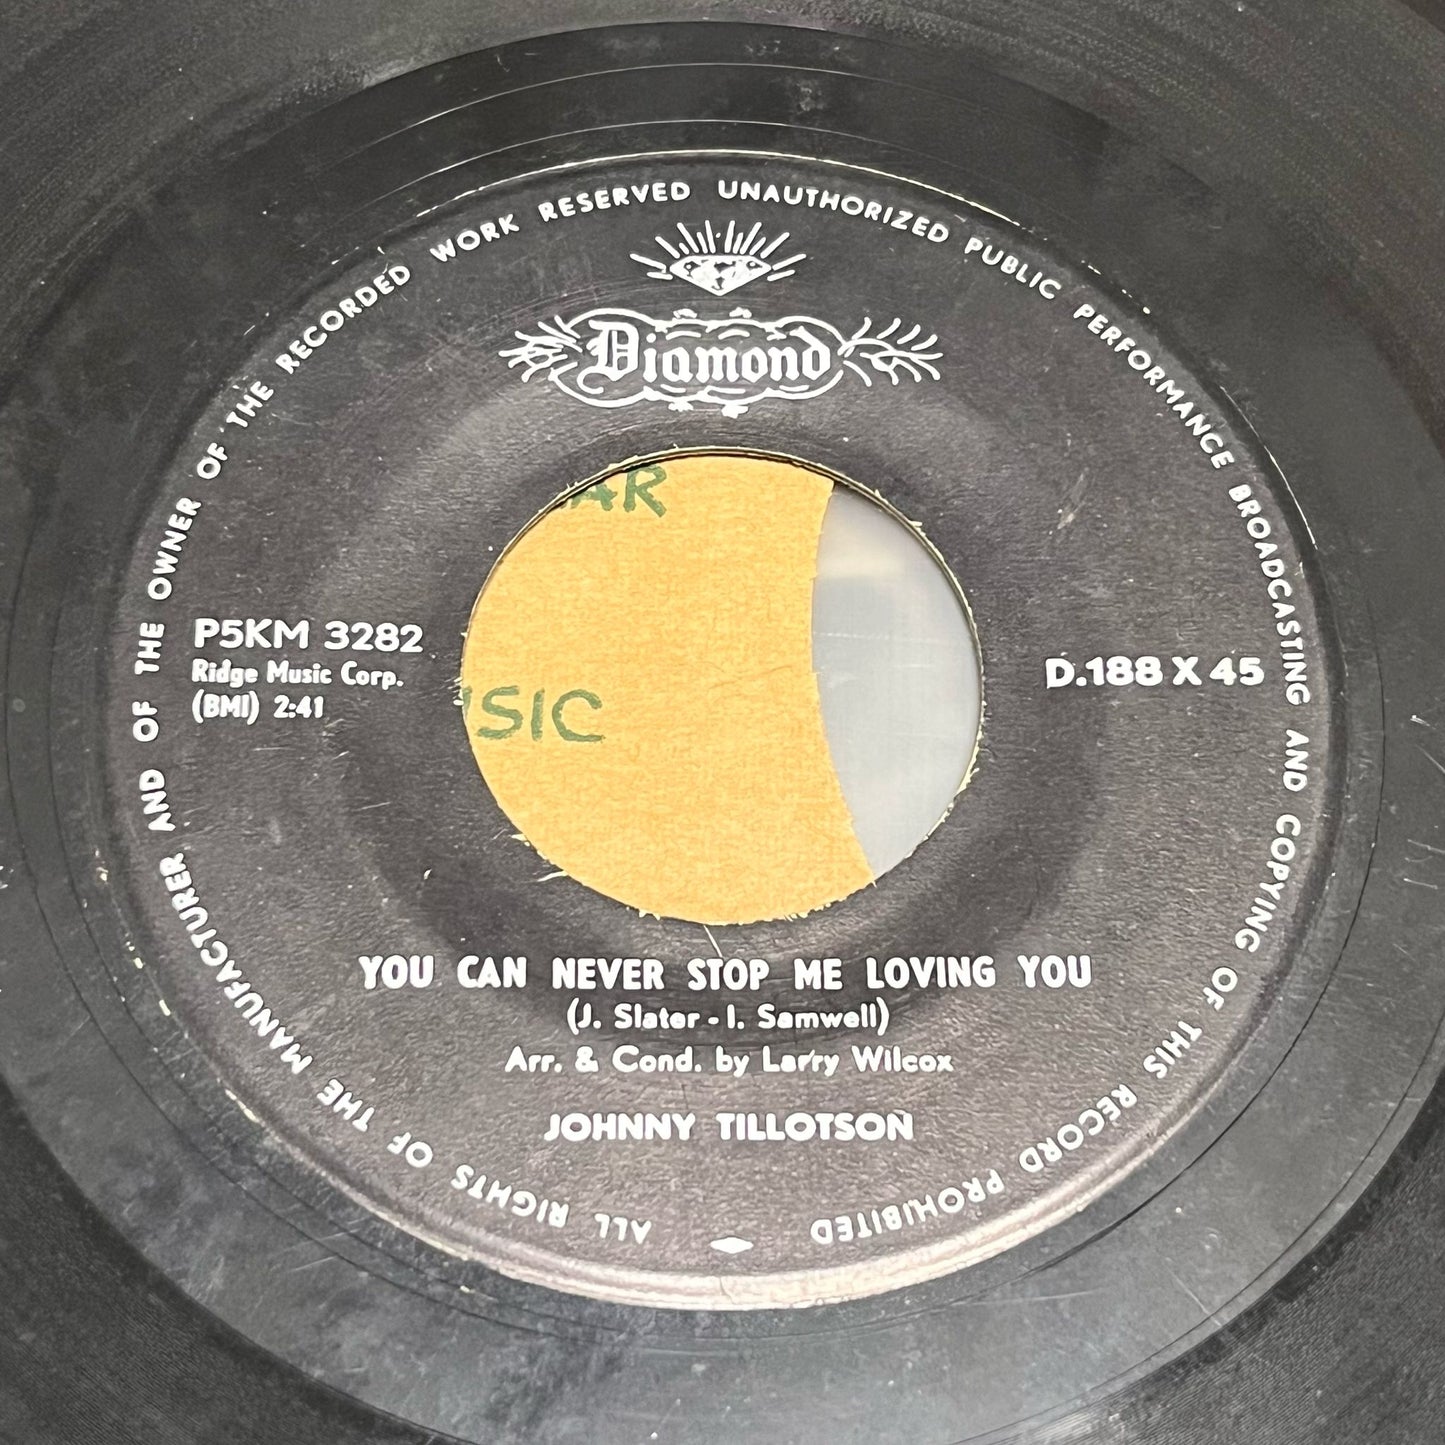 ALL RIGHTS OF THE MANUFACTURER AND OF THE OWNER OF THE RECORDED WORK RESERVED UNAUTHORIZED PUBLIC PERFORMANCE BROADCASTING AND COPYING OF THIS RECORD PROHIBITED
Diamond
P5KM 3282
Ridge Music Corp.
(BMI) 2:41
D.188 X 45
YOU CAN NEVER STOP ME LOVING YOU
(J. Slater - I. Samwell)
Arr. & Cond. by Larry Wilcox
JOHNNY TILLOTSON